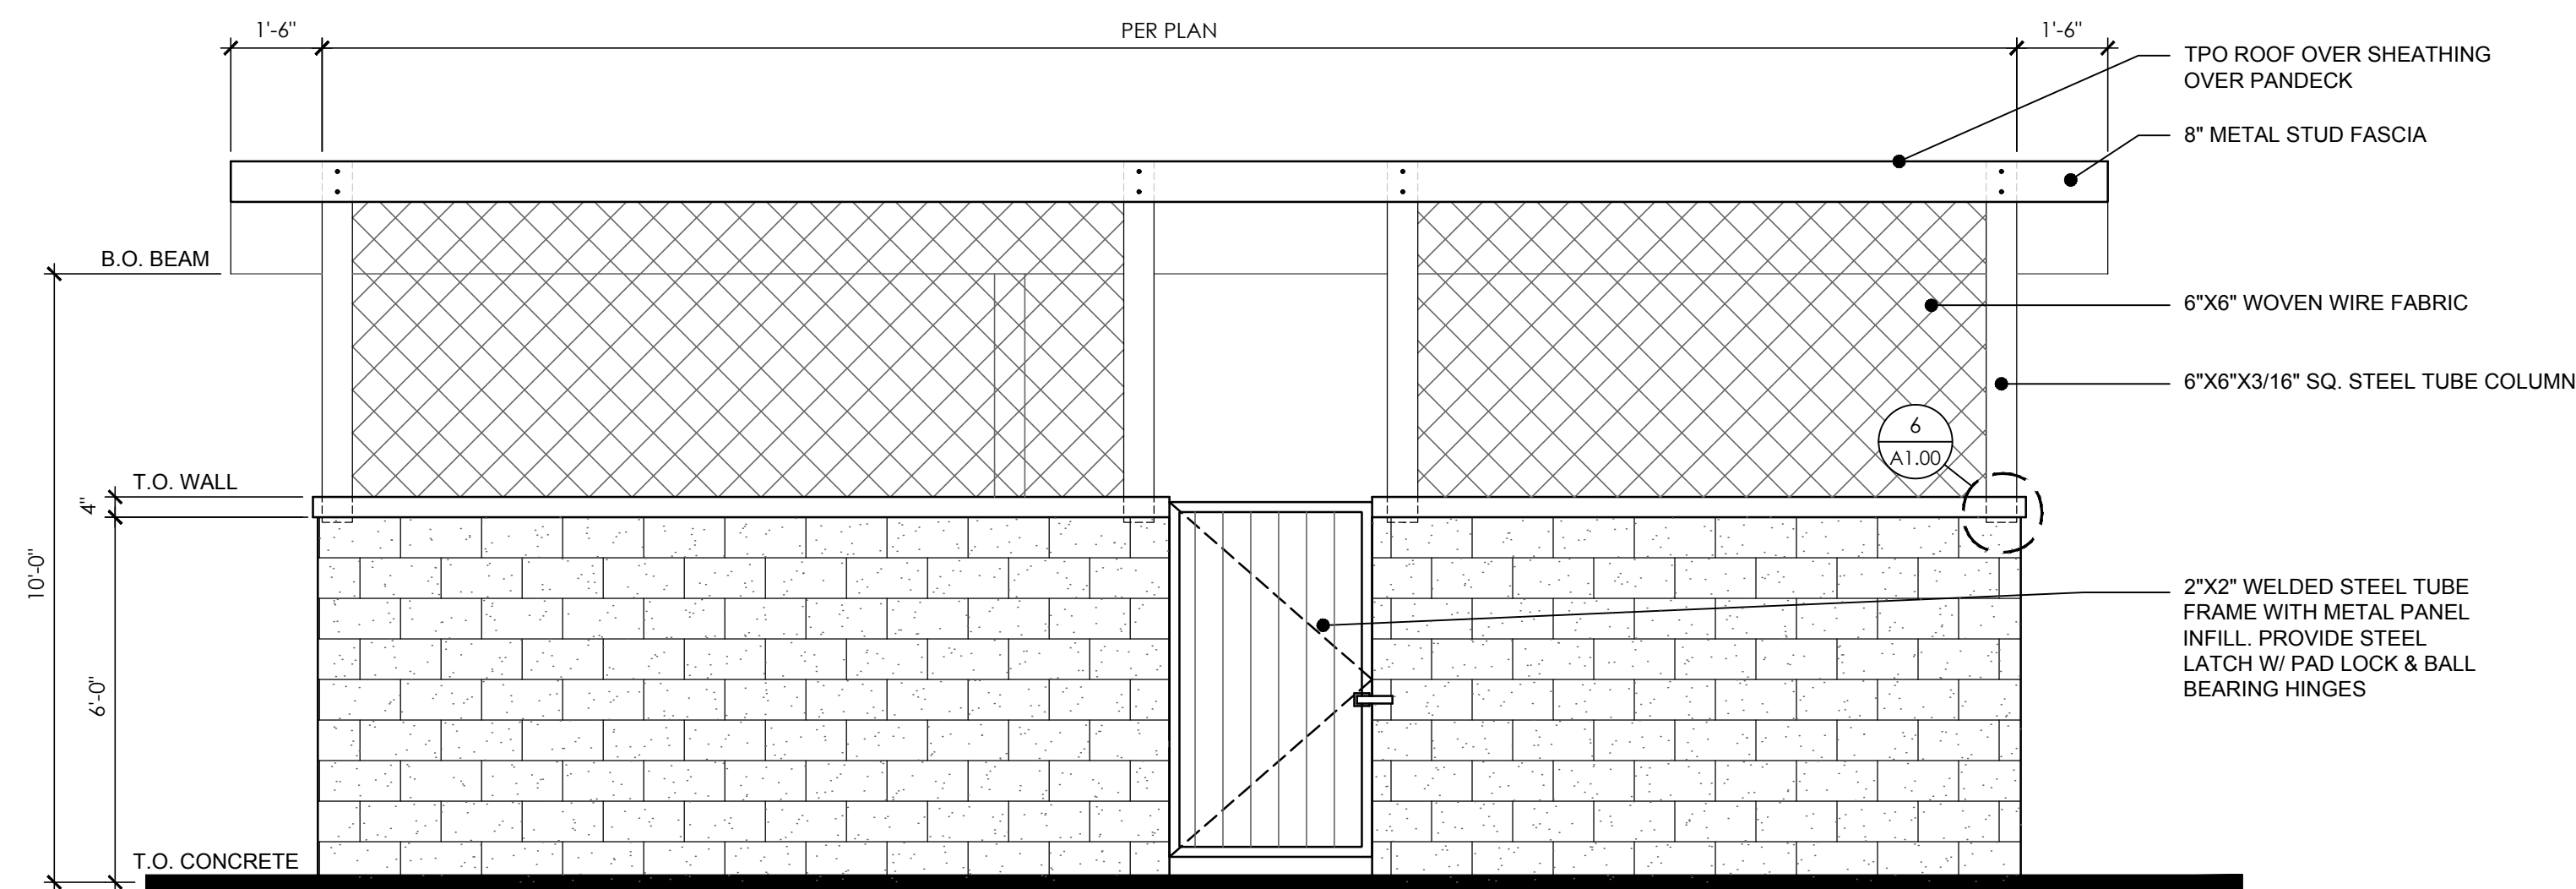 1'-6"
PER PLAN
1'-6"
TPO ROOF OVER SHEATHING
OVER PANDECK
8" METAL STUD FASCIA
B.O. BEAM
6"X6" WOVEN WIRE FABRIC
6"X6"X3/16" SQ. STEEL TUBE COLUMN
6
A1.00
T.O. WALL
4"
10'-0"
6'-0"
2"X2" WELDED STEEL TUBE
FRAME WITH METAL PANEL
INFILL. PROVIDE STEEL
LATCH W/ PAD LOCK & BALL
BEARING HINGES
T.O. CONCRETE